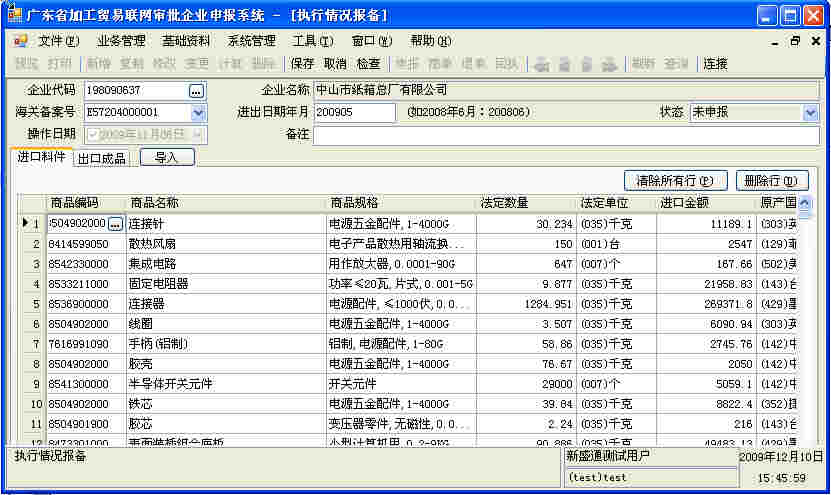 广东省加工贸易联网审批企业申报系统 - [执行情况报备]
文件(F) 业务管理 基础资料 系统管理 工具(T) 窗口(W) 帮助(H)
预览 打印 新增 复制 修改 变更 计算 删除 保存 取消 检查 申报 撤单 退单 回执 刷新 查询 连接
企业代码 198090637 ... 企业名称 中山市纸箱总厂有限公司
海关备案号 E57204000001 进出日期年月 200905 (如2008年6月:200806) 状态 未申报
操作日期 2009年11月06日 备注
进口料件 出口成品 导入
清除所有行(P) 删除行(D)
商品编码 商品名称 商品规格 法定数量 法定单位 进口金额 原产国
1 8504902000 ... 连接针 电源五金配件,1-4000G 30.234 (035)千克 11189.1 (303)英
2 8414599050 散热风扇 电子产品散热用轴流换... 150 (001)台 2547 (129)菲
3 8542330000 集成电路 用作放大器,0.0001-90G 647 (007)个 167.66 (502)美
4 8533211000 固定电阻器 功率≤20瓦,片式,0.001-5G 9.877 (035)千克 21958.83 (143)台
5 8536900000 连接器 电源配件,≤1000伏,0.0... 1284.951 (035)千克 269371.8 (429)墨
6 8504902000 线圈 电源五金配件,1-4000G 3.507 (035)千克 6090.94 (303)英
7 7616991090 手柄(铝制) 铝制,电源配件,1-80G 58.86 (035)千克 2745.76 (142)中
8 8504902000 胶壳 电源五金配件,1-4000G 76.67 (035)千克 2050 (142)中
9 8541300000 半导体开关元件 开关元件 29000 (007)个 5059.1 (142)中
10 8504902000 铁芯 电源五金配件,1-4000G 39.84 (035)千克 8822.4 (352)
11 8504901900 胶芯 变压器零件,无磁性,0.0... 2.24 (035)千克 216 (143)台
12 8473301000 表面装桥组合底板 小型计算机用,0.2-9KG 90.886 (035)千克 49483.13 (429)墨
执行情况报备 新盛通测试用户 2009年12月10日
(test)test 15:45:59